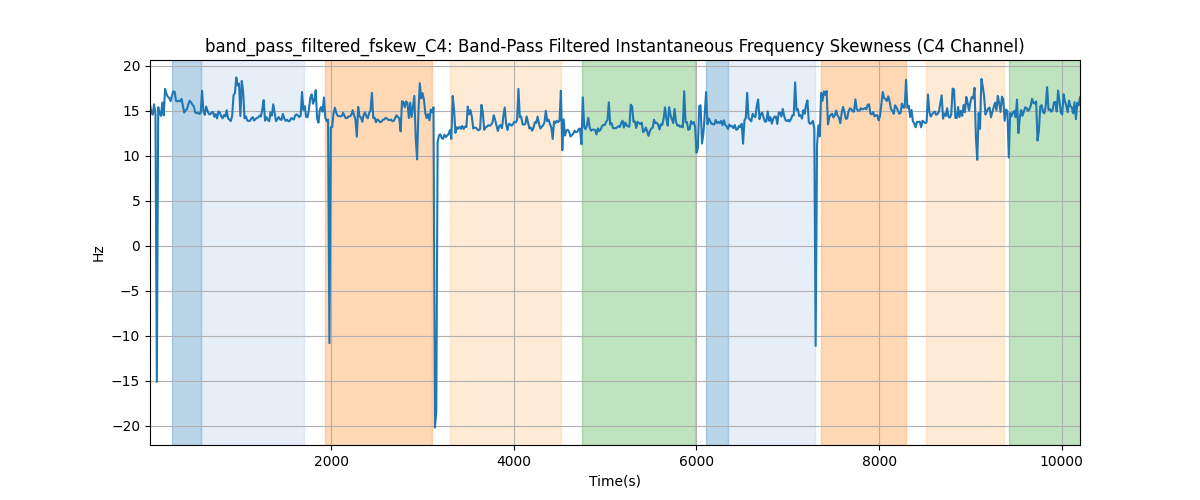 band_pass_filtered_fskew_C4: Band-Pass Filtered Instantaneous Frequency Skewness (C4 Channel)
20
15
10
5
0
−5
−10
−15
−20
Hz
2000 4000 6000 8000 10000
Time(s)